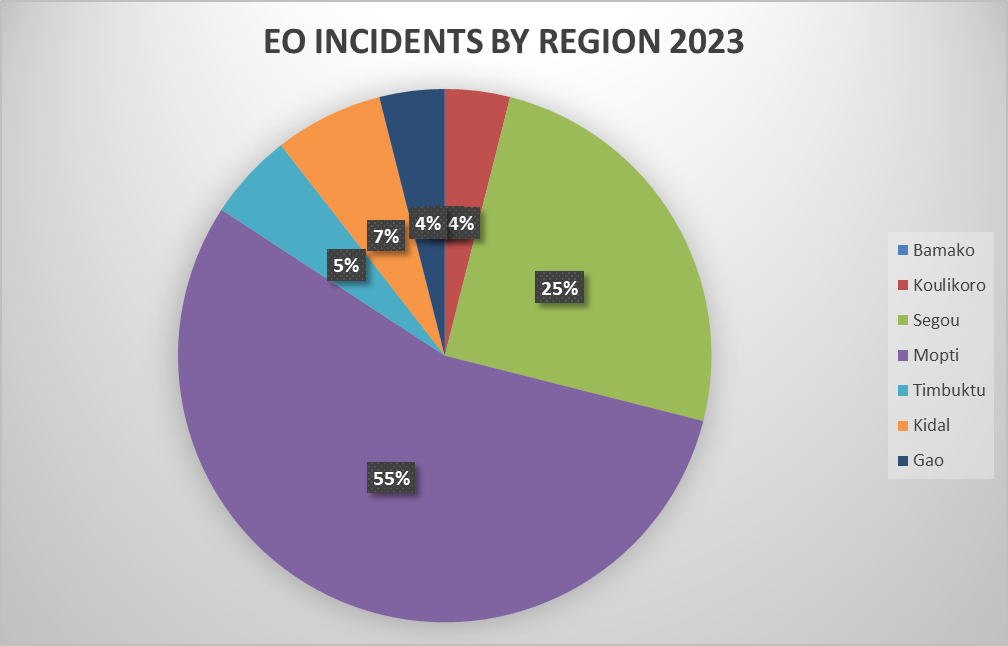 EO INCIDENTS BY REGION 2023
4%
4%
7%
5%
25%
55%
Bamako
Koulikoro
Segou
Mopti
Timbuktu
Kidal
Gao